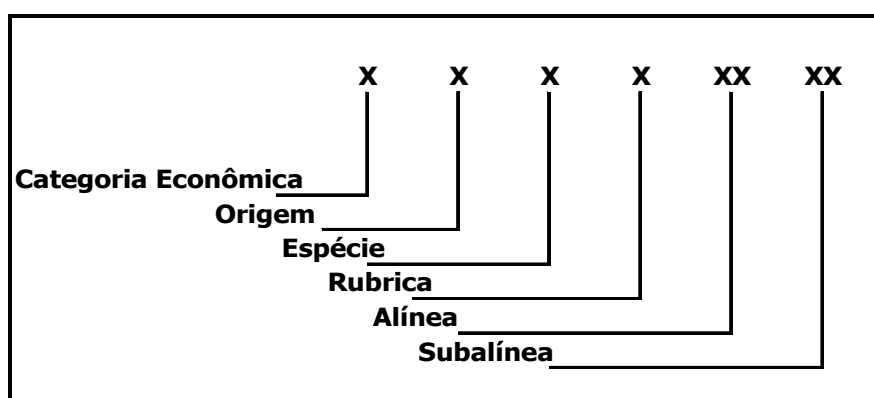 X X X X XX XX
Categoria Econômica
Origem
Espécie
Rubrica
Alínea
Subalínea